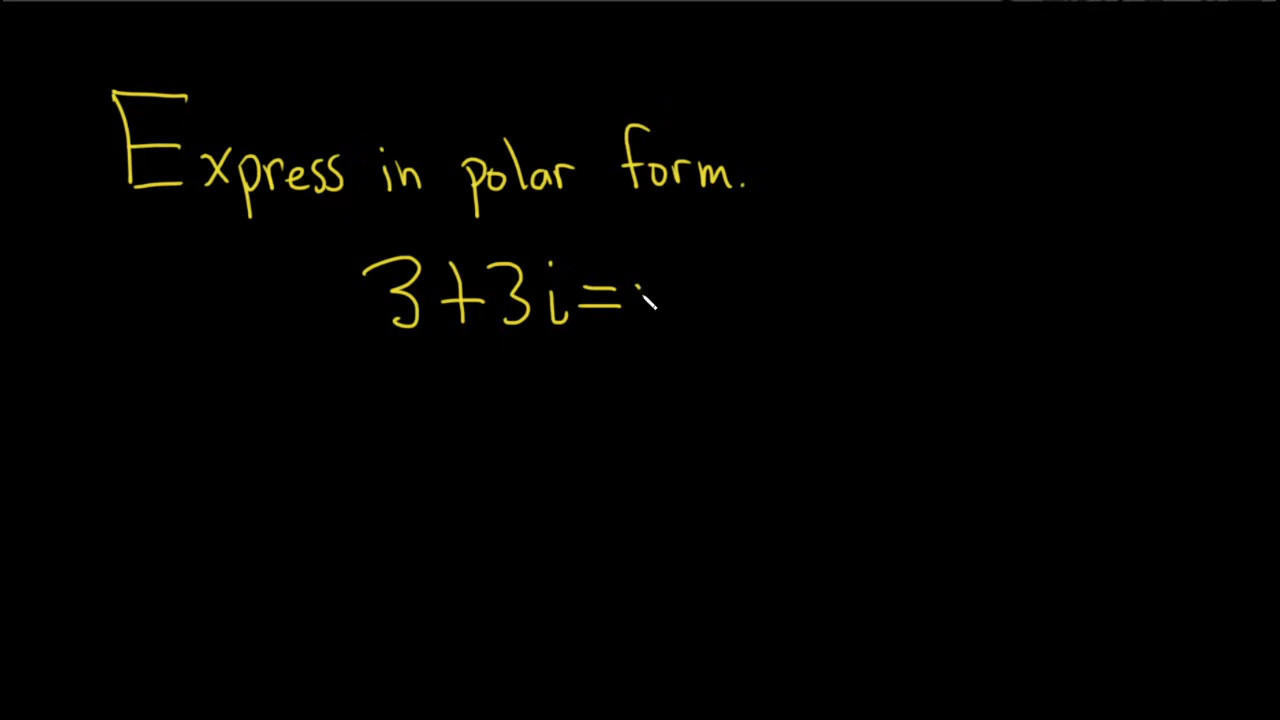 Express in polar form.
3+3i=